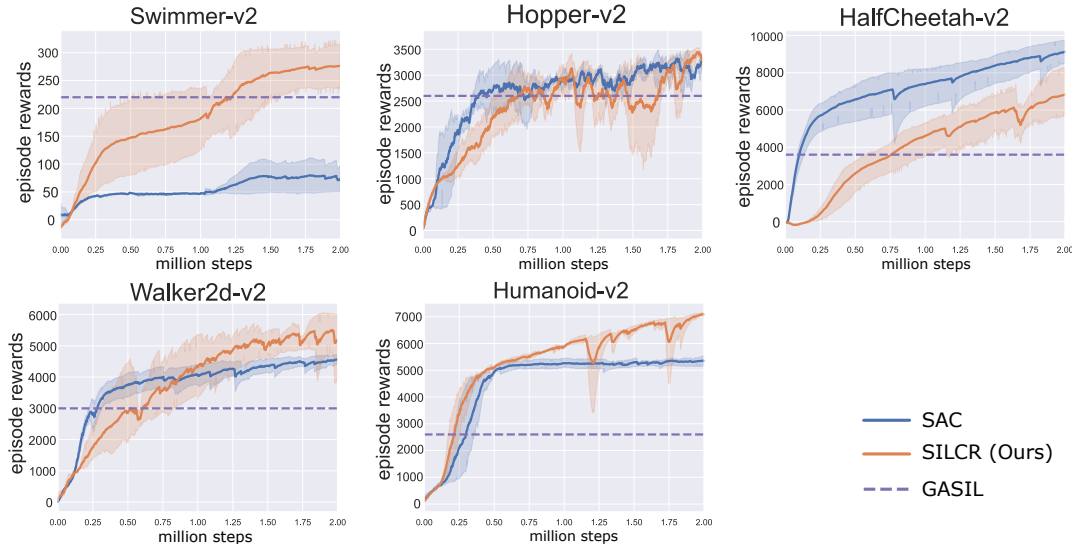 Swimmer-v2
300
250
200
150
100
50
0
episode rewards
0.00 0.25 0.50 0.75 1.00 1.25 1.50 1.75 2.00
million steps
Hopper-v2
3500
3000
2500
2000
1500
1000
500
episode rewards
0.00 0.25 0.50 0.75 1.00 1.25 1.50 1.75 2.00
million steps
HalfCheetah-v2
10000
8000
6000
4000
2000
0
episode rewards
0.00 0.25 0.50 0.75 1.00 1.25 1.50 1.75 2.00
million steps
Walker2d-v2
6000
5000
4000
3000
2000
1000
0
episode rewards
0.00 0.25 0.50 0.75 1.00 1.25 1.50 1.75 2.00
million steps
Humanoid-v2
7000
6000
5000
4000
3000
2000
1000
0
episode rewards
0.00 0.25 0.50 0.75 1.00 1.25 1.50 1.75 2.00
million steps
SAC
SILCR (Ours)
GASIL